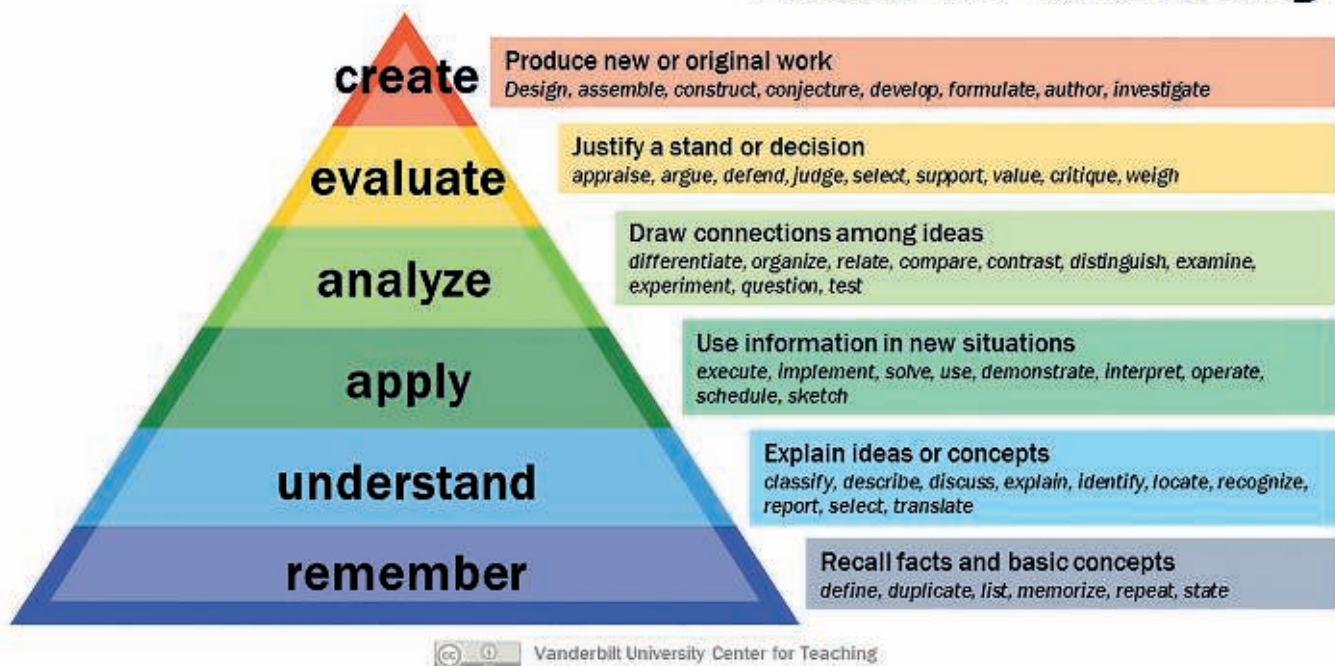 create
Produce new or original work
Design, assemble, construct, conjecture, develop, formulate, author, investigate
evaluate
Justify a stand or decision
appraise, argue, defend, judge, select, support, value, critique, weigh
analyze
Draw connections among ideas
differentiate, organize, relate, compare, contrast, distinguish, examine,
experiment, question, test
apply
Use information in new situations
execute, implement, solve, use, demonstrate, interpret, operate,
schedule, sketch
understand
Explain ideas or concepts
classify, describe, discuss, explain, identify, locate, recognize,
report, select, translate
remember
Recall facts and basic concepts
define, duplicate, list, memorize, repeat, state
cc
Vanderbilt University Center for Teaching